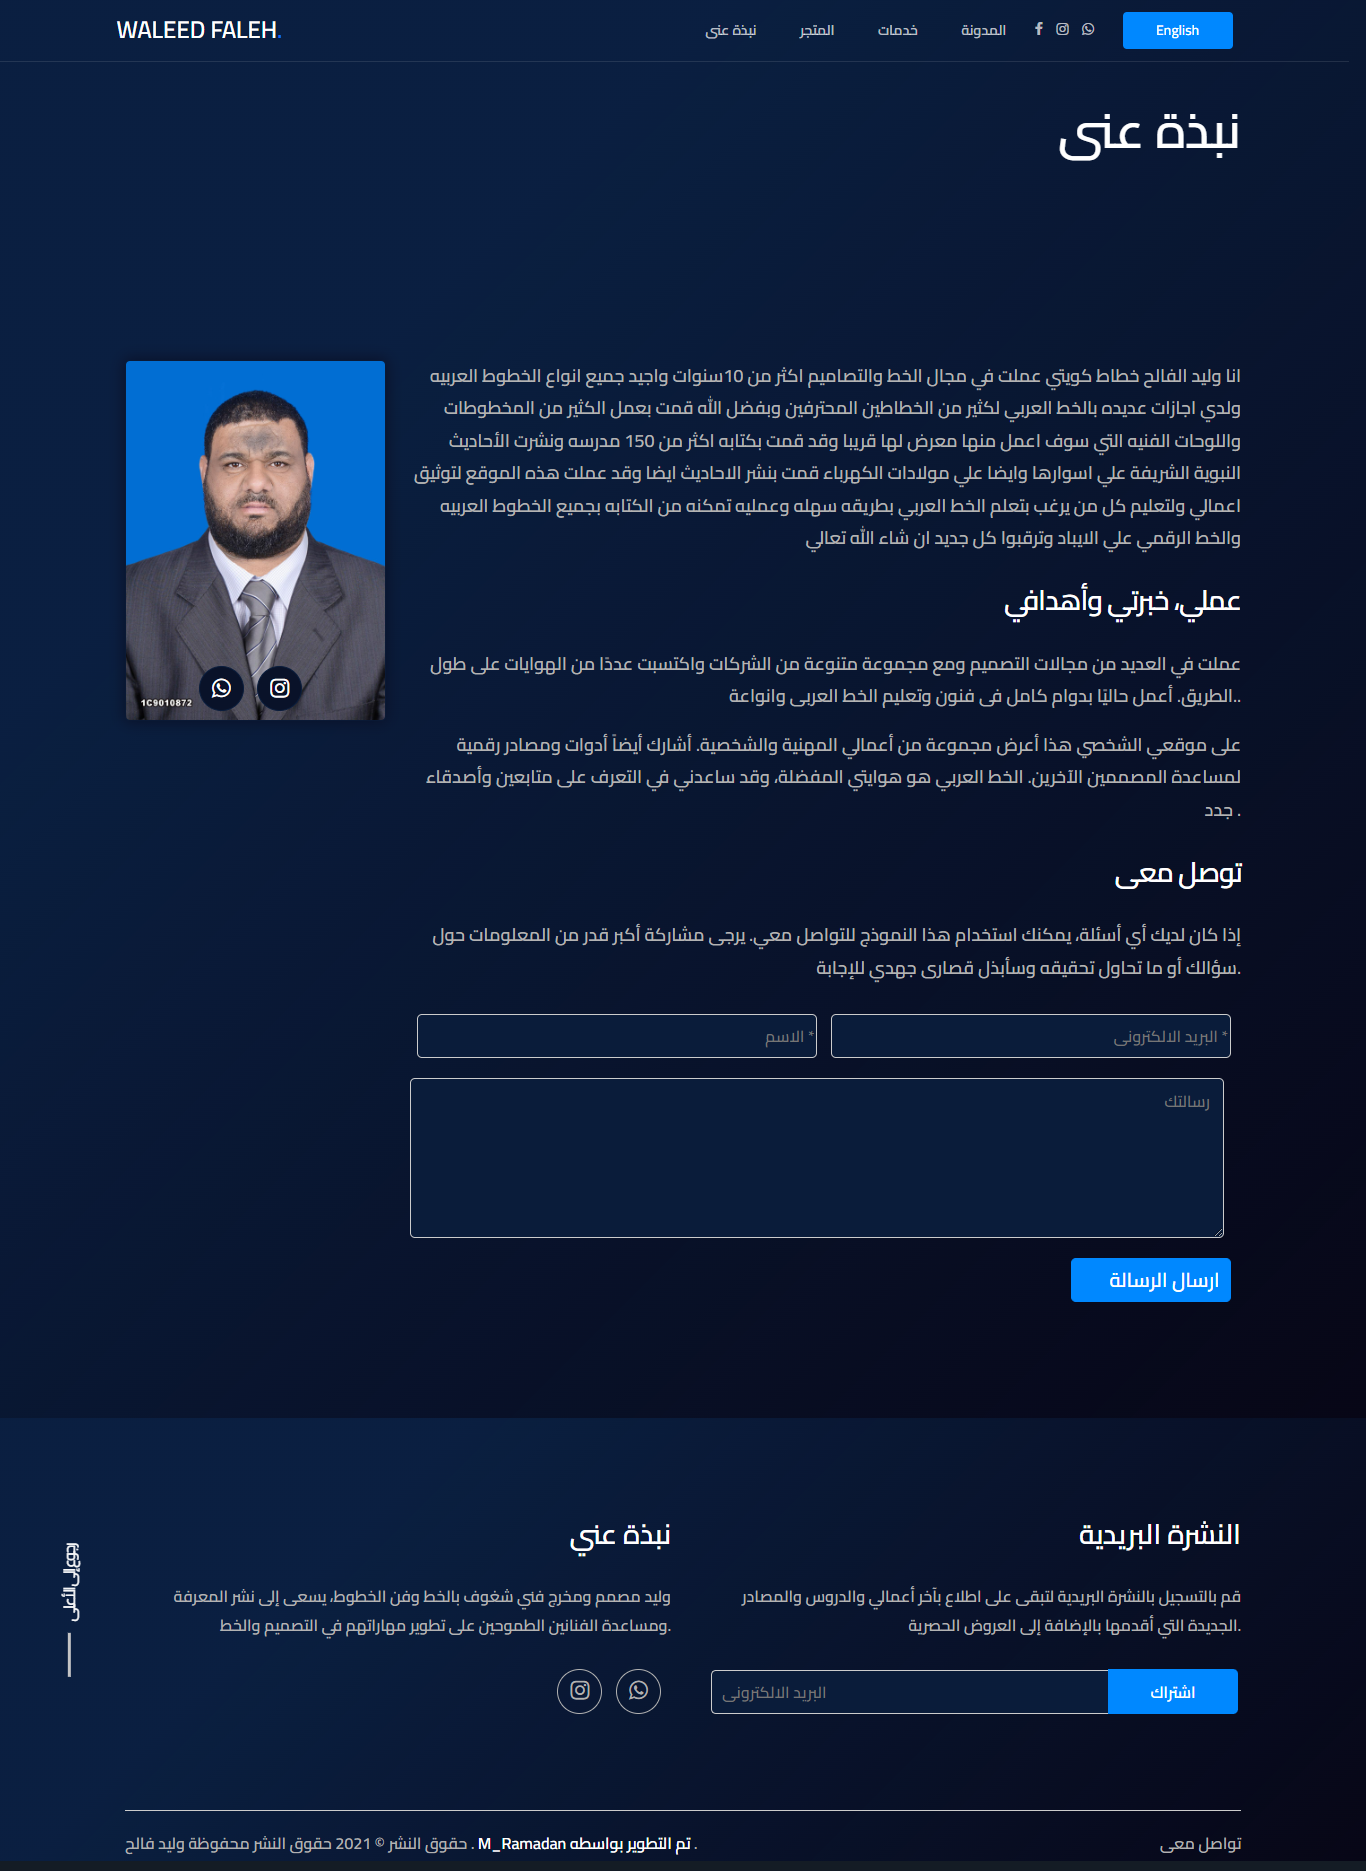 WALEED FALEH.
نبذة عنى
المتجر
خدمات
المدونة
English
نبذة عنى
انا وليد الفالح خطاط كويتي عملت في مجال الخط والتصاميم اكثر من 10سنوات واجيد جميع انواع الخطوط العربيه
ولدي اجازات عديده بالخط العربي لكثير من الخطاطين المحترفين وبفضل الله قمت بعمل الكثير من المخطوطات
واللوحات الفنيه التي سوف اعمل منها معرض لها قريبا وقد قمت بكتابه اكثر من 150 مدرسه ونشرت الأحاديث
النبوية الشريفة علي اسوارها وايضا علي مولادات الكهرباء قمت بنشر الاحاديث ايضا وقد عملت هذه الموقع لتوثيق
اعمالي ولتعليم كل من يرغب بتعلم الخط العربي بطريقه سهله وعمليه تمكنه من الكتابه بجميع الخطوط العربيه
والخط الرقمي علي الايباد وترقبوا كل جديد ان شاء الله تعالي
1C9010872
عملي، خبرتي وأهدافي
عملت في العديد من مجالات التصميم ومع مجموعة متنوعة من الشركات واكتسبت عددًا من الهوايات على طول
..الطريق. أعمل حاليًا بدوام كامل فى فنون وتعليم الخط العربى وانواعة
على موقعي الشخصي هذا أعرض مجموعة من أعمالي المهنية والشخصية. أشارك أيضاً أدوات ومصادر رقمية
لمساعدة المصممين الآخرين. الخط العربي هو هوايتي المفضلة، وقد ساعدني في التعرف على متابعين وأصدقاء
. جدد
توصل معى
إذا كان لديك أي أسئلة، يمكنك استخدام هذا النموذج للتواصل معي. يرجى مشاركة أكبر قدر من المعلومات حول
.سؤالك أو ما تحاول تحقيقه وسأبذل قصارى جهدي للإجابة
* البريد الالكترونى
* الاسم
رسالتك
ارسال الرسالة
النشرة البريدية
قم بالتسجيل بالنشرة البريدية لتبقى على اطلاع بآخر أعمالي والدروس والمصادر
.الجديدة التي أقدمها بالإضافة إلى العروض الحصرية
البريد الالكترونى
اشتراك
نبذة عني
وليد مصمم ومخرج فني شغوف بالخط وفن الخطوط، يسعى إلى نشر المعرفة
.ومساعدة الفنانين الطموحين على تطوير مهاراتهم في التصميم والخط
رجوع إلى الأعلى
تواصل معى
حقوق النشر © 2021 حقوق النشر محفوظة وليد فالح . تم التطوير بواسطه M_Ramadan .